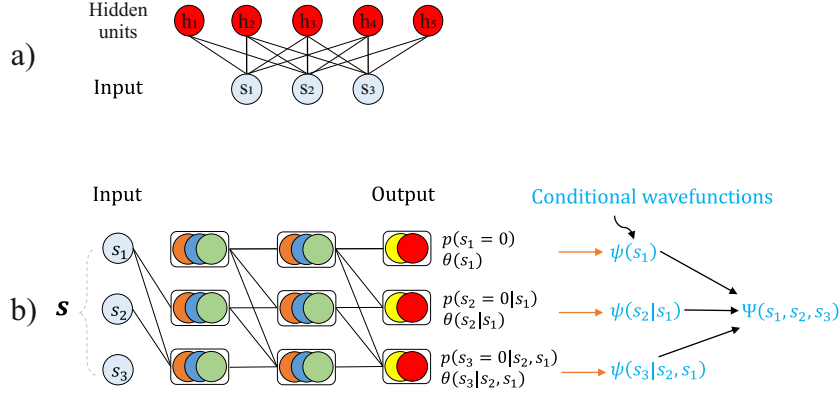 a)
Hidden units
h₁ h₂ h₃ h₄ h₅
Input
s₁ s₂ s₃
b)
Input
Output
Conditional wavefunctions
s
s₁
p(s₁ = 0)
θ(s₁)
ψ(s₁)
s₂
p(s₂ = 0|s₁)
θ(s₂|s₁)
ψ(s₂|s₁)
Ψ(s₁, s₂, s₃)
s₃
p(s₃ = 0|s₂, s₁)
θ(s₃|s₂, s₁)
ψ(s₃|s₂, s₁)